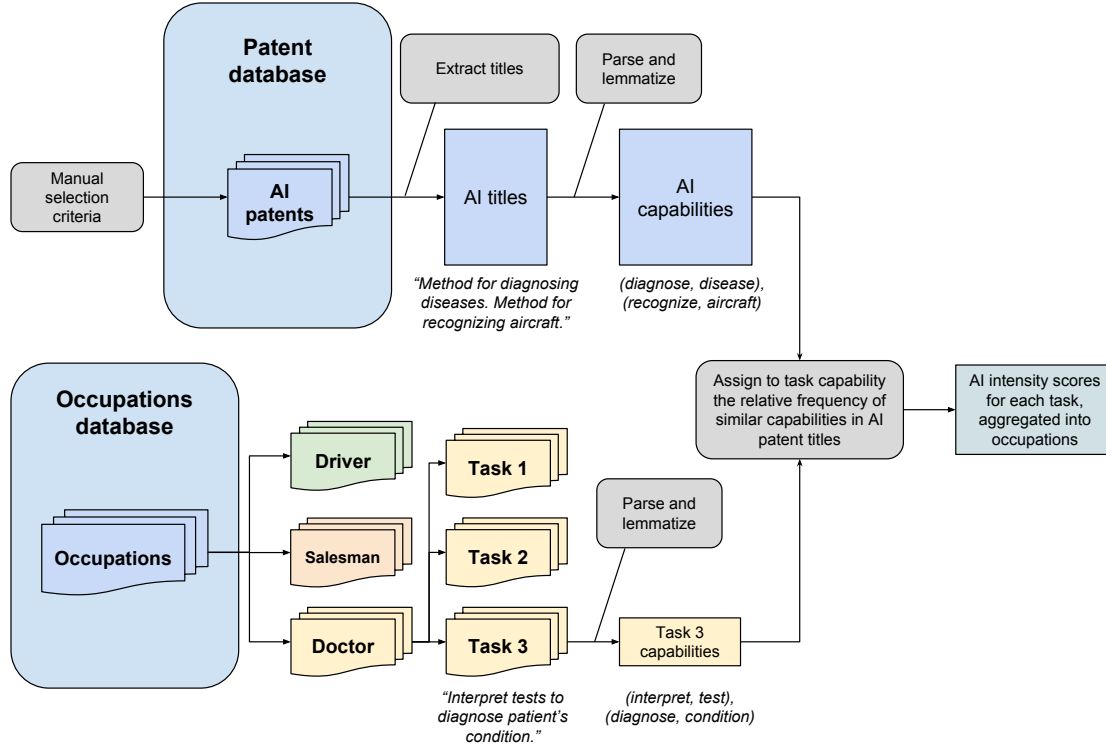 Patent
database
Extract titles
Parse and
lemmatize
Manual
selection
criteria
AI
patents
AI titles
AI
capabilities
“Method for diagnosing
diseases. Method for
recognizing aircraft.”
(diagnose, disease),
(recognize, aircraft)
Occupations
database
Assign to task capability
the relative frequency of
similar capabilities in AI
patent titles
AI intensity scores
for each task,
aggregated into
occupations
Driver
Task 1
Parse and
lemmatize
Occupations
Salesman
Task 2
Doctor
Task 3
Task 3
capabilities
“Interpret tests to
diagnose patient’s
condition.”
(interpret, test),
(diagnose, condition)